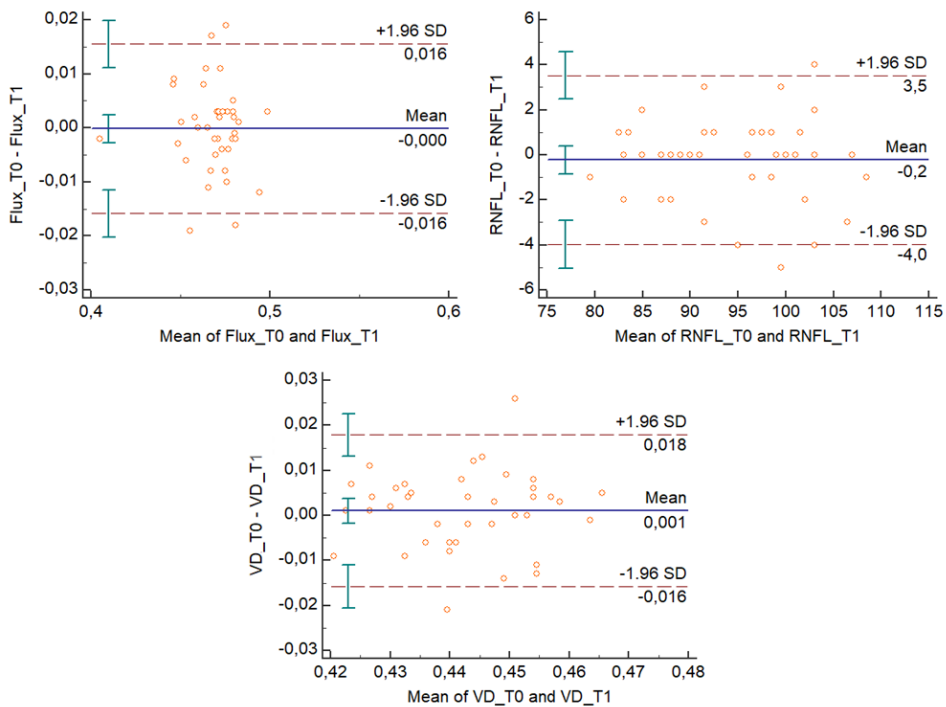 0,02
0,01
0,00
-0,01
-0,02
-0,03
Flux_T0 - Flux_T1
+1.96 SD
0,016
Mean
-0,000
-1.96 SD
-0,016
0,4 0,5 0,6
Mean of Flux_T0 and Flux_T1
6
4
2
0
-2
-4
-6
RNFL_T0 - RNFL_T1
+1.96 SD
3,5
Mean
-0,2
-1.96 SD
-4,0
75 80 85 90 95 100 105 110 115
Mean of RNFL_T0 and RNFL_T1
0,03
0,02
0,01
0,00
-0,01
-0,02
-0,03
VD_T0 - VD_T1
+1.96 SD
0,018
Mean
0,001
-1.96 SD
-0,016
0,42 0,43 0,44 0,45 0,46 0,47 0,48
Mean of VD_T0 and VD_T1